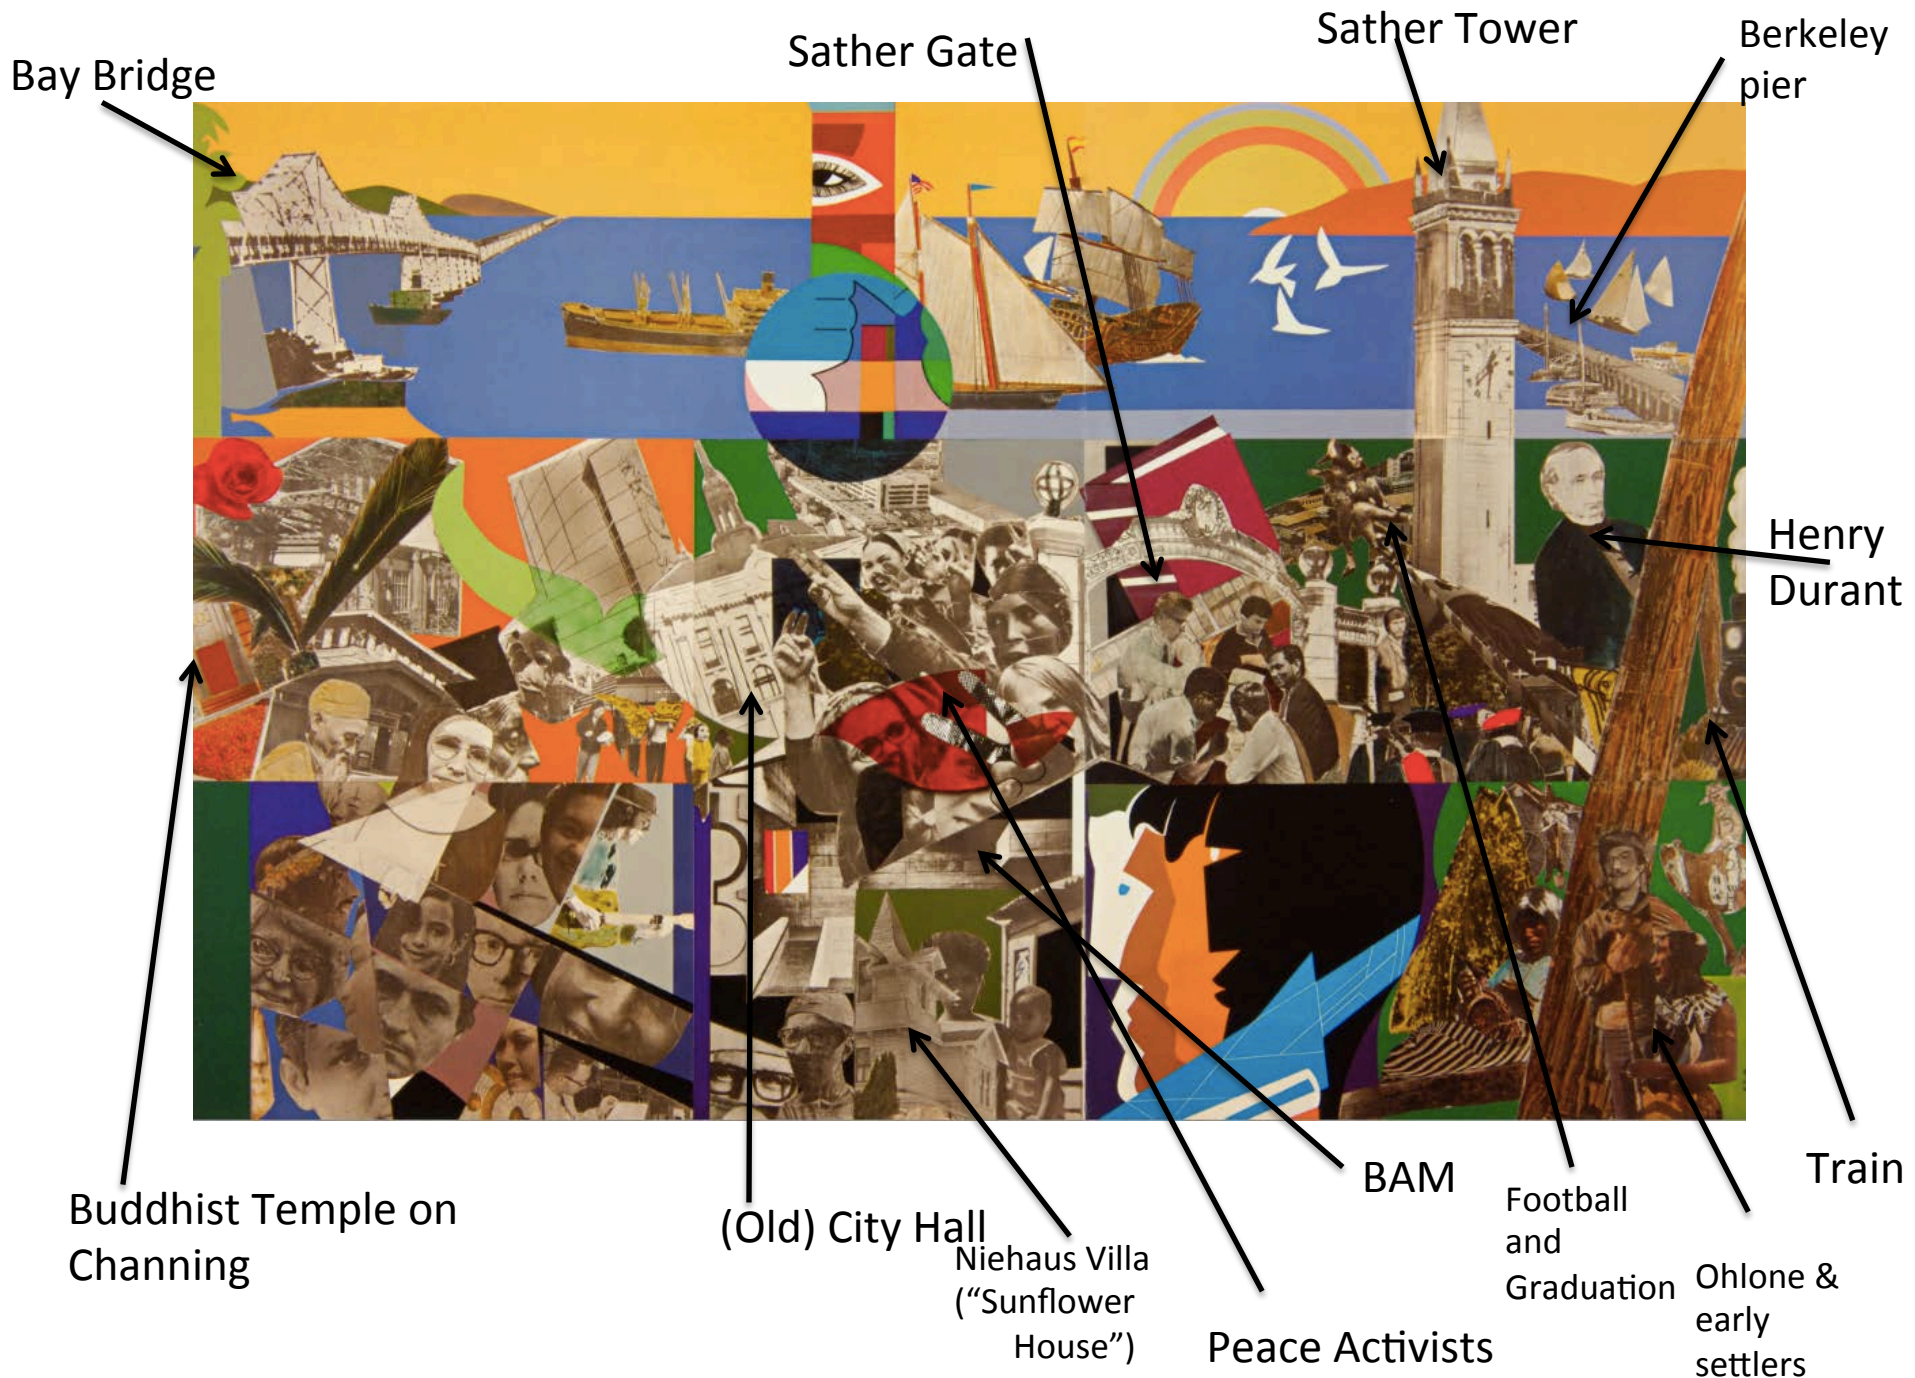 Sather Gate
Sather Tower
Berkeley
pier
Bay Bridge
Henry
Durant
Buddhist Temple on
Channing
(Old) City Hall
Niehaus Villa
(“Sunflower
House”)
Peace Activists
BAM
Football
and
Graduation
Ohlone &
early
settlers
Train